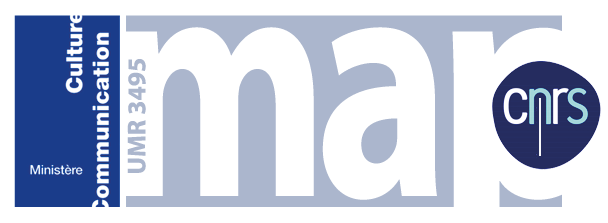 Ministère
Culture
Communication
UMR 3495
map
cnrs